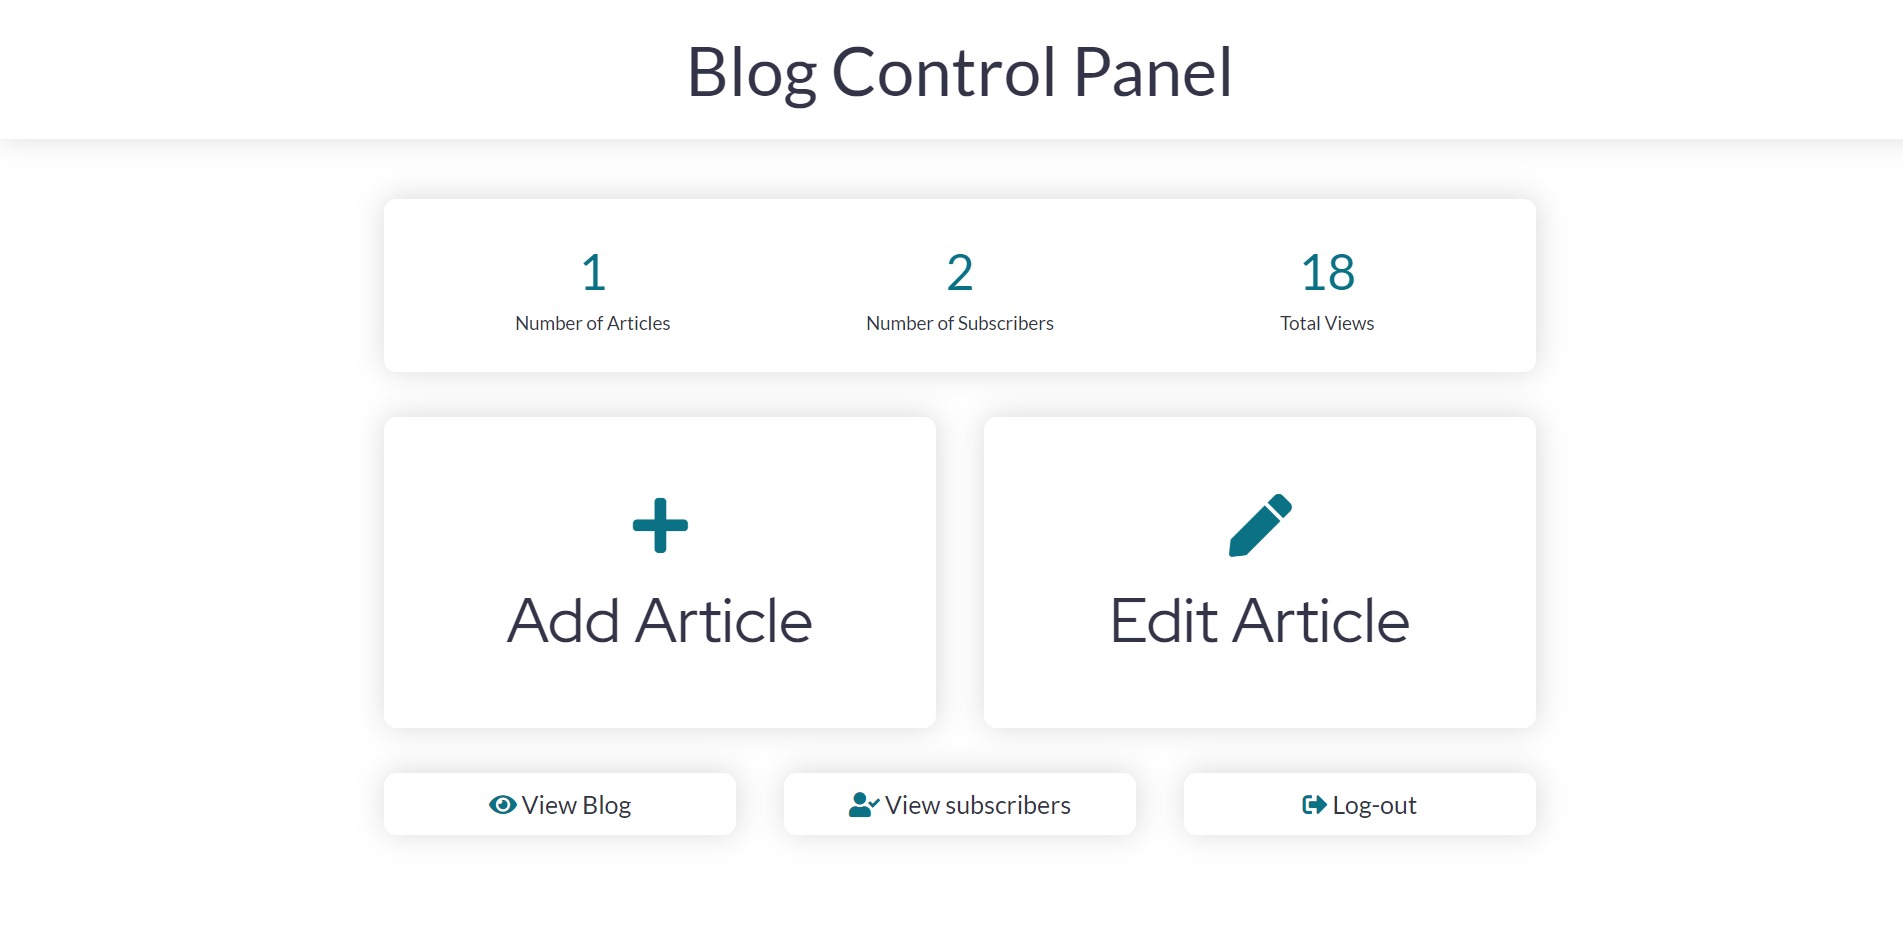 Blog Control Panel
1
Number of Articles
2
Number of Subscribers
18
Total Views
Add Article
Edit Article
View Blog
View subscribers
Log-out